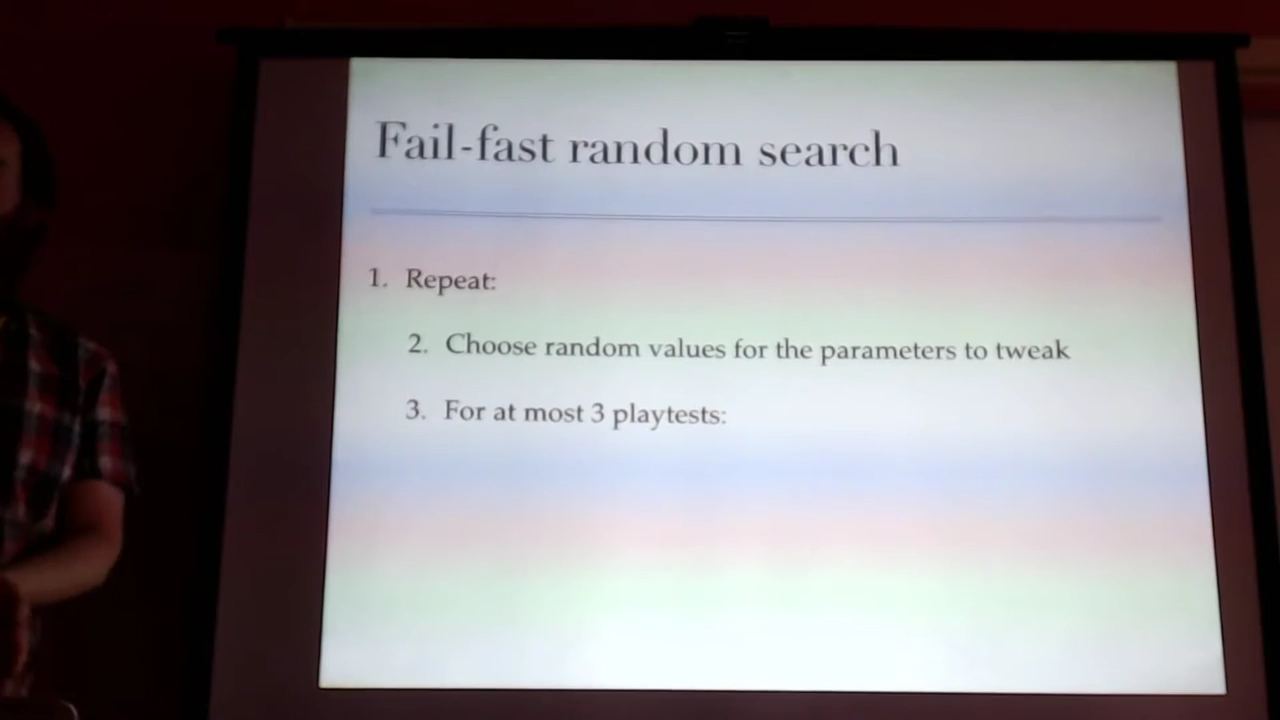 Fail-fast random search
1. Repeat:
2. Choose random values for the parameters to tweak
3. For at most 3 playtests: